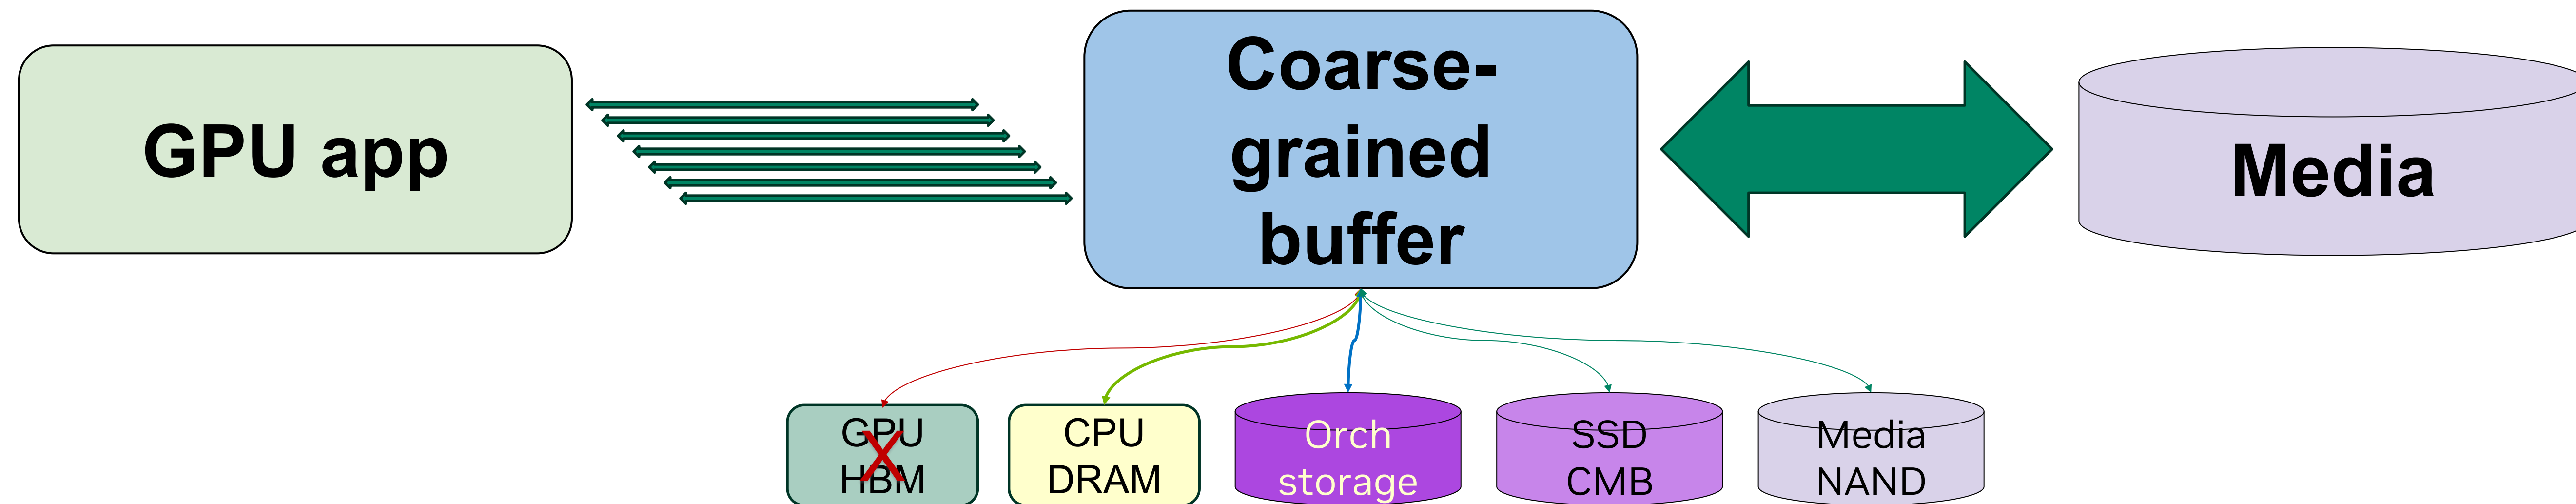 GPU app
Coarse-
grained
buffer
Media
GPU
HBM
CPU
DRAM
Orch
storage
SSD
CMB
Media
NAND